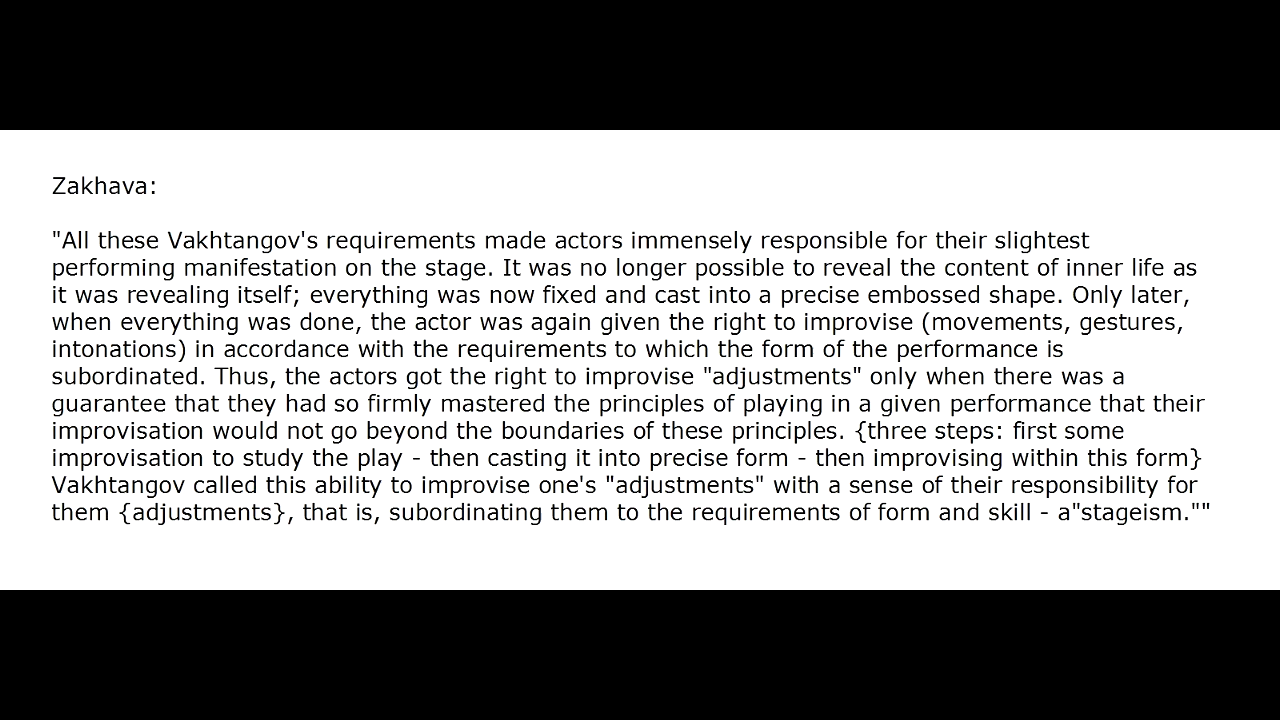 Zakhava:
"All these Vakhtangov's requirements made actors immensely responsible for their slightest
performing manifestation on the stage. It was no longer possible to reveal the content of inner life as
it was revealing itself; everything was now fixed and cast into a precise embossed shape. Only later,
when everything was done, the actor was again given the right to improvise (movements, gestures,
intonations) in accordance with the requirements to which the form of the performance is
subordinated. Thus, the actors got the right to improvise "adjustments" only when there was a
guarantee that they had so firmly mastered the principles of playing in a given performance that their
improvisation would not go beyond the boundaries of these principles. {three steps: first some
improvisation to study the play - then casting it into precise form - then improvising within this form}
Vakhtangov called this ability to improvise one's "adjustments" with a sense of their responsibility for
them {adjustments}, that is, subordinating them to the requirements of form and skill - a"stageism.""